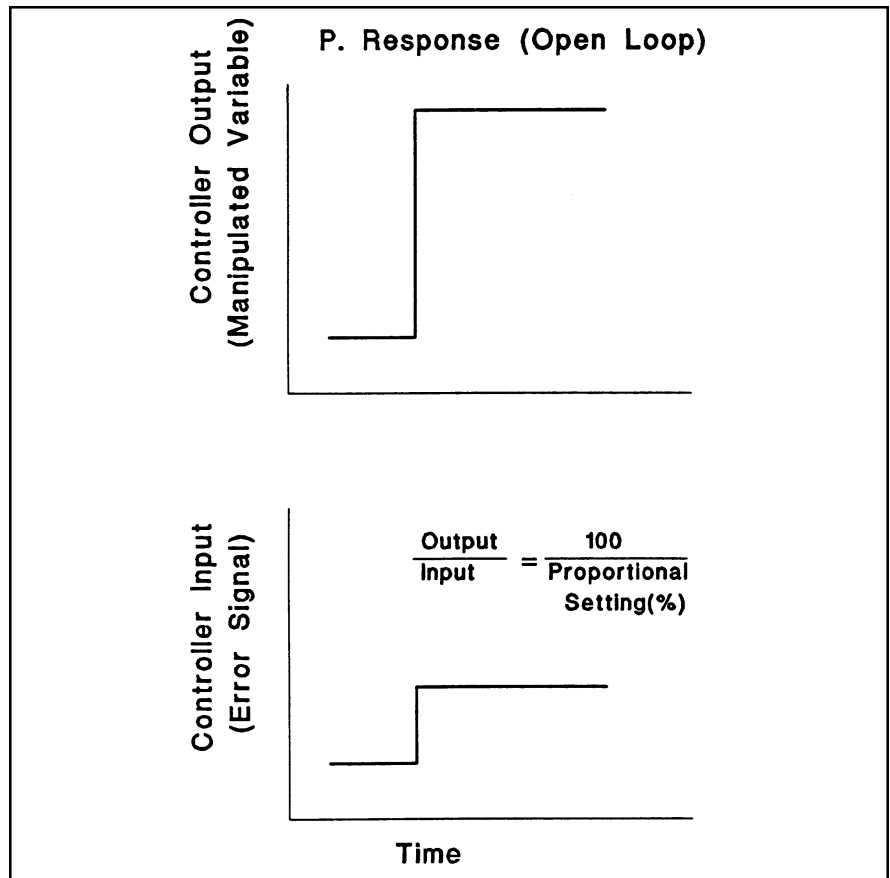 P. Response (Open Loop)
Controller Output
(Manipulated Variable)
Controller Input
(Error Signal)
Output
Input
=
100
Proportional
Setting(%)
Time